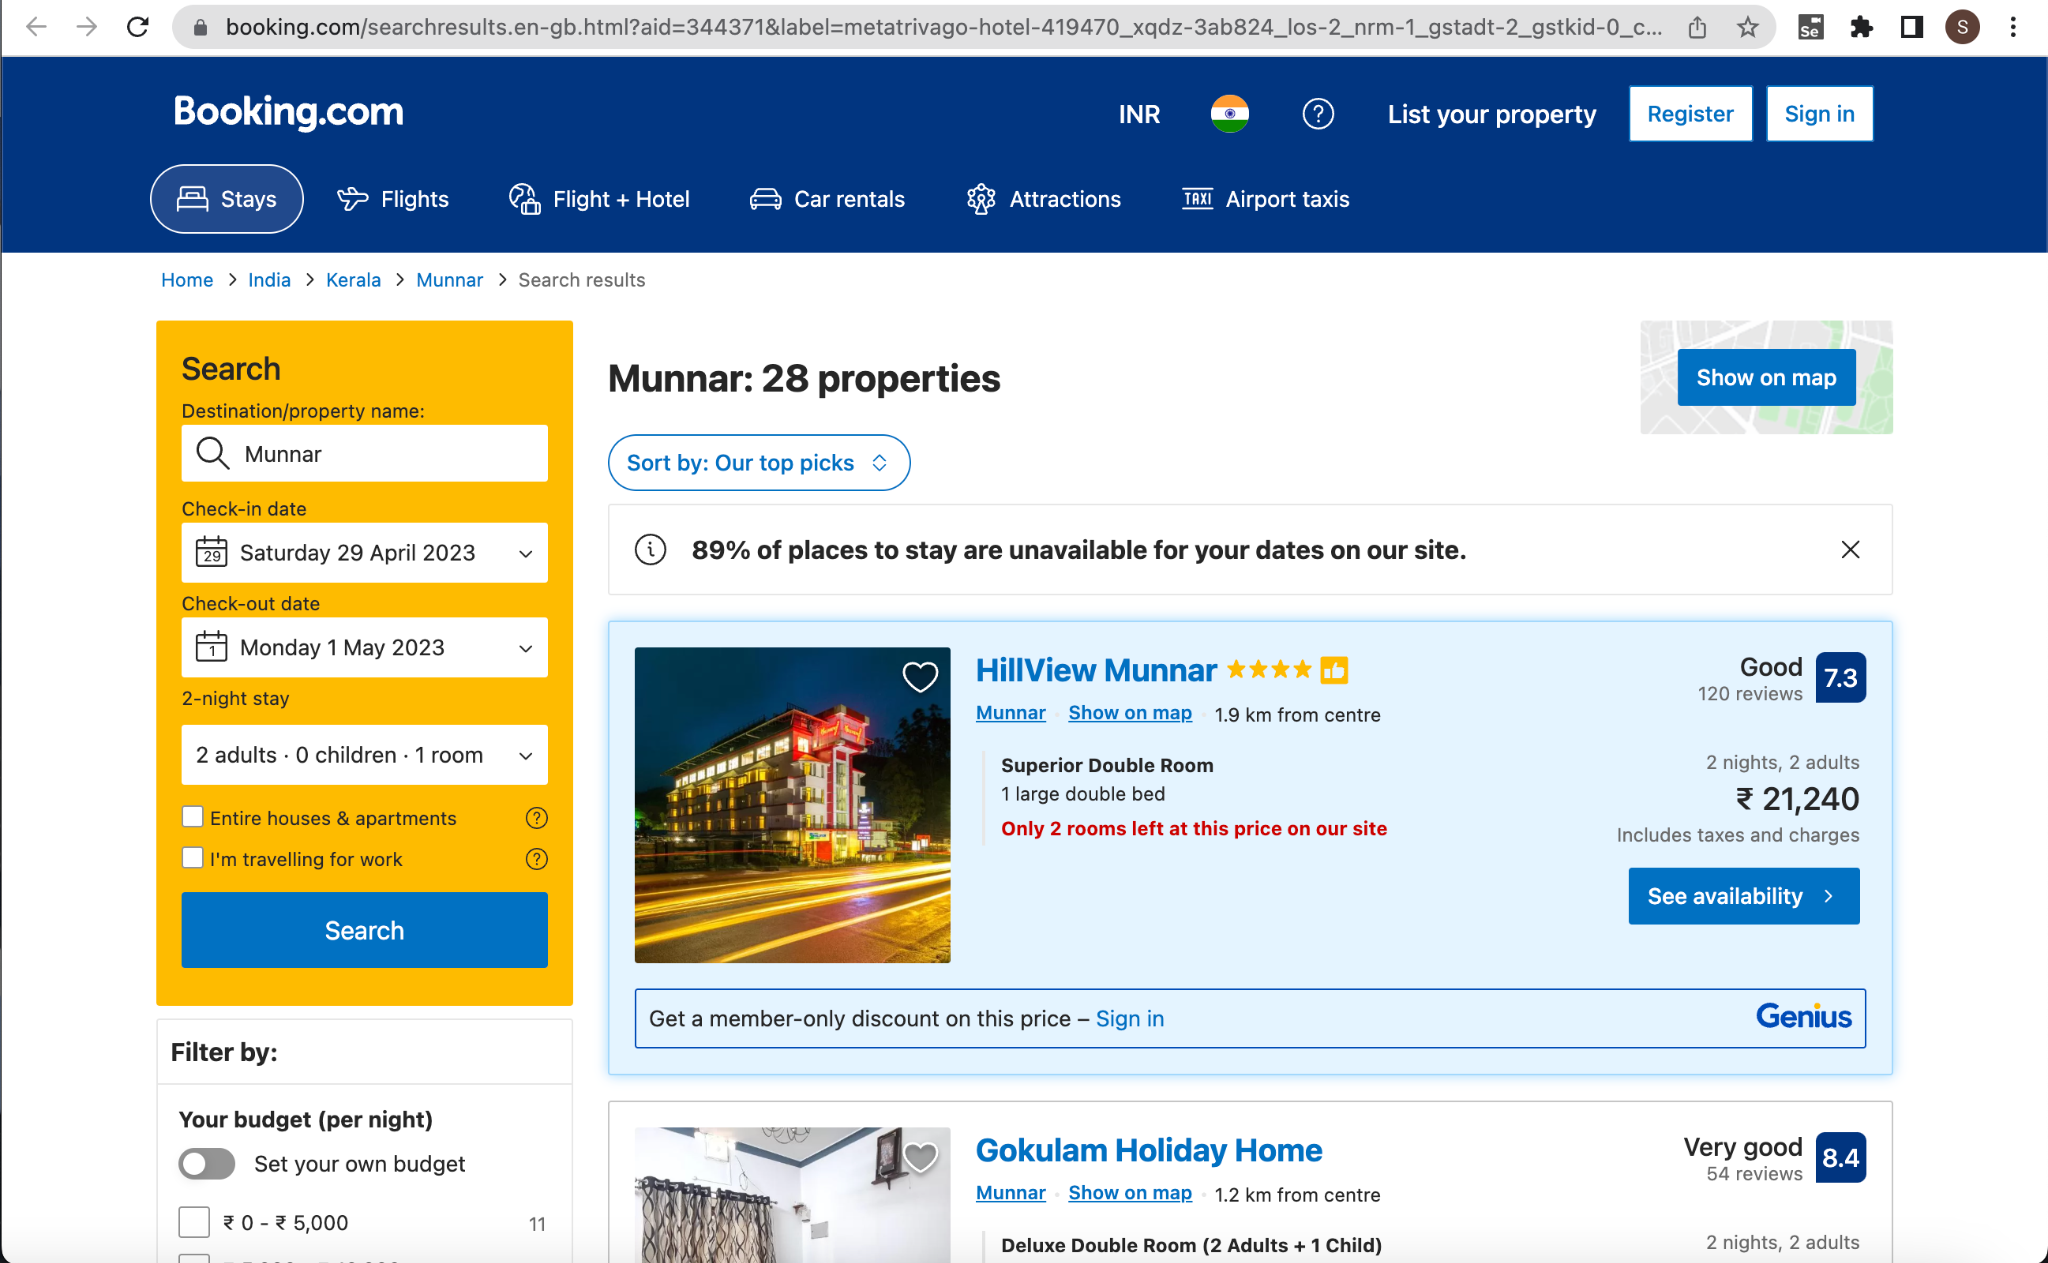 booking.com/searchresults.en-gb.html?aid=344371&label=metatrivago-hotel-419470_xqdz-3ab824_los-2_nrm-1_gstadt-2_gstkid-0_c...
Se
S
Booking.com
INR
?
List your property
Register
Sign in
Stays
Flights
Flight + Hotel
Car rentals
Attractions
TAXI Airport taxis
Home > India > Kerala > Munnar > Search results
Search
Destination/property name:
Munnar
Check-in date
29 Saturday 29 April 2023
Check-out date
1 Monday 1 May 2023
2-night stay
2 adults · 0 children · 1 room
Entire houses & apartments ?
I'm travelling for work ?
Search
Filter by:
Your budget (per night)
Set your own budget
₹ 0 - ₹ 5,000 11
Munnar: 28 properties
Show on map
Sort by: Our top picks
89% of places to stay are unavailable for your dates on our site.
HillView Munnar
Munnar · Show on map · 1.9 km from centre
Superior Double Room
1 large double bed
Only 2 rooms left at this price on our site
Good 7.3
120 reviews
2 nights, 2 adults
₹ 21,240
Includes taxes and charges
See availability
Get a member-only discount on this price – Sign in
Genius
Gokulam Holiday Home
Munnar · Show on map · 1.2 km from centre
Deluxe Double Room (2 Adults + 1 Child)
Very good 8.4
54 reviews
2 nights, 2 adults